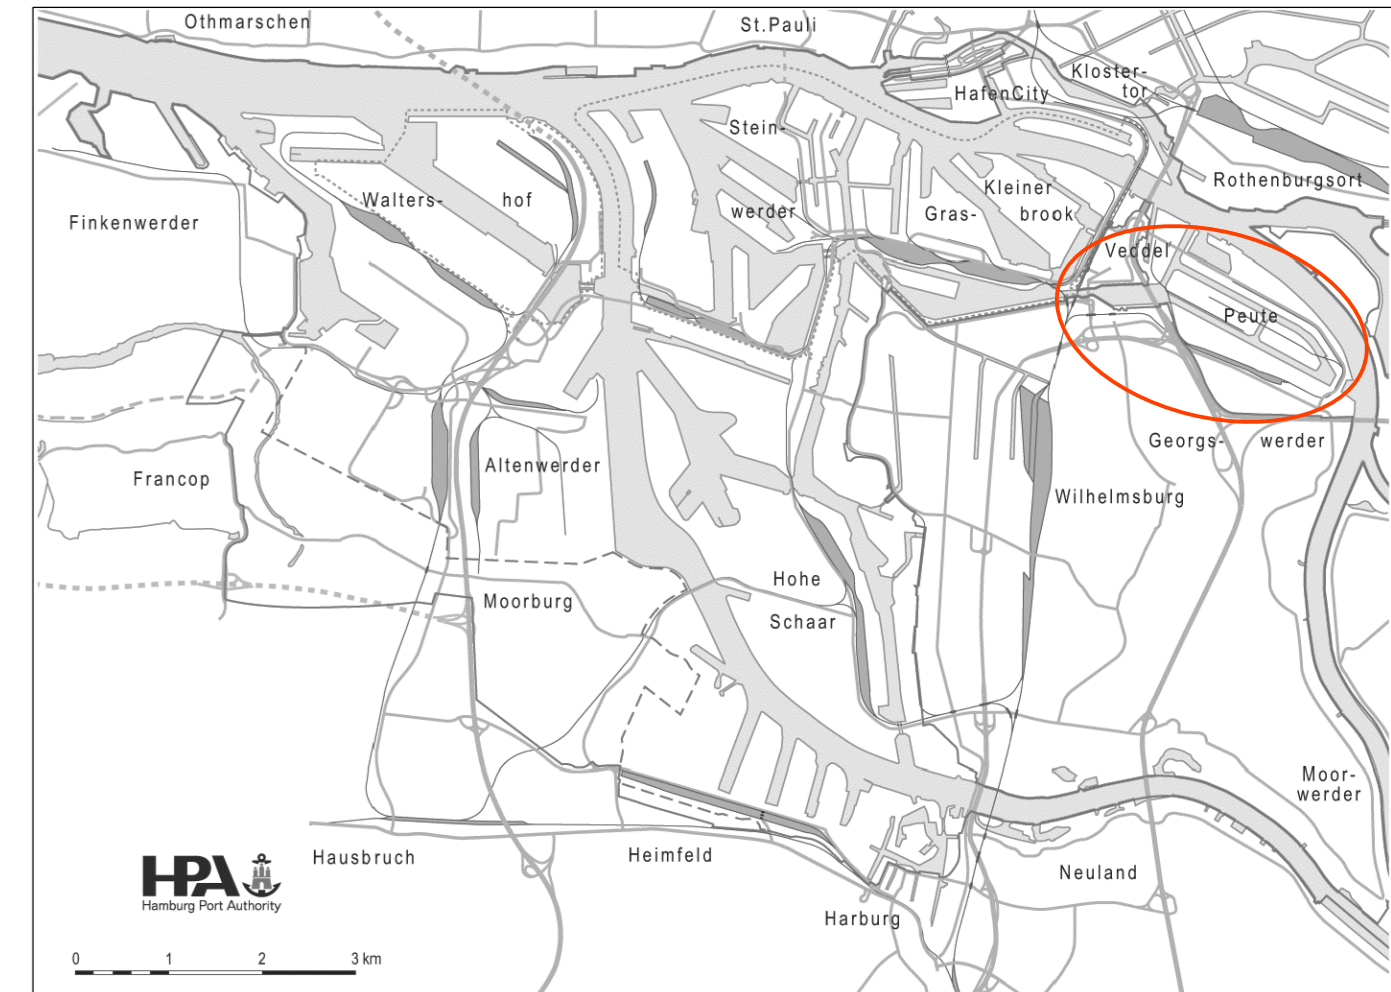 Othmarschen
St.Pauli
Kloster-
tor
HafenCity
Stein-
werder
Rothenburgsort
Walters-
hof
Kleiner
Gras-
brook
Finkenwerder
Veddel
Peute
Georgs-
werder
Altenwerder
Francop
Wilhelmsburg
Hohe
Schaar
Moorburg
Moor-
werder
Hausbruch
Heimfeld
Neuland
Harburg
HPA
Hamburg Port Authority
0 1 2 3 km